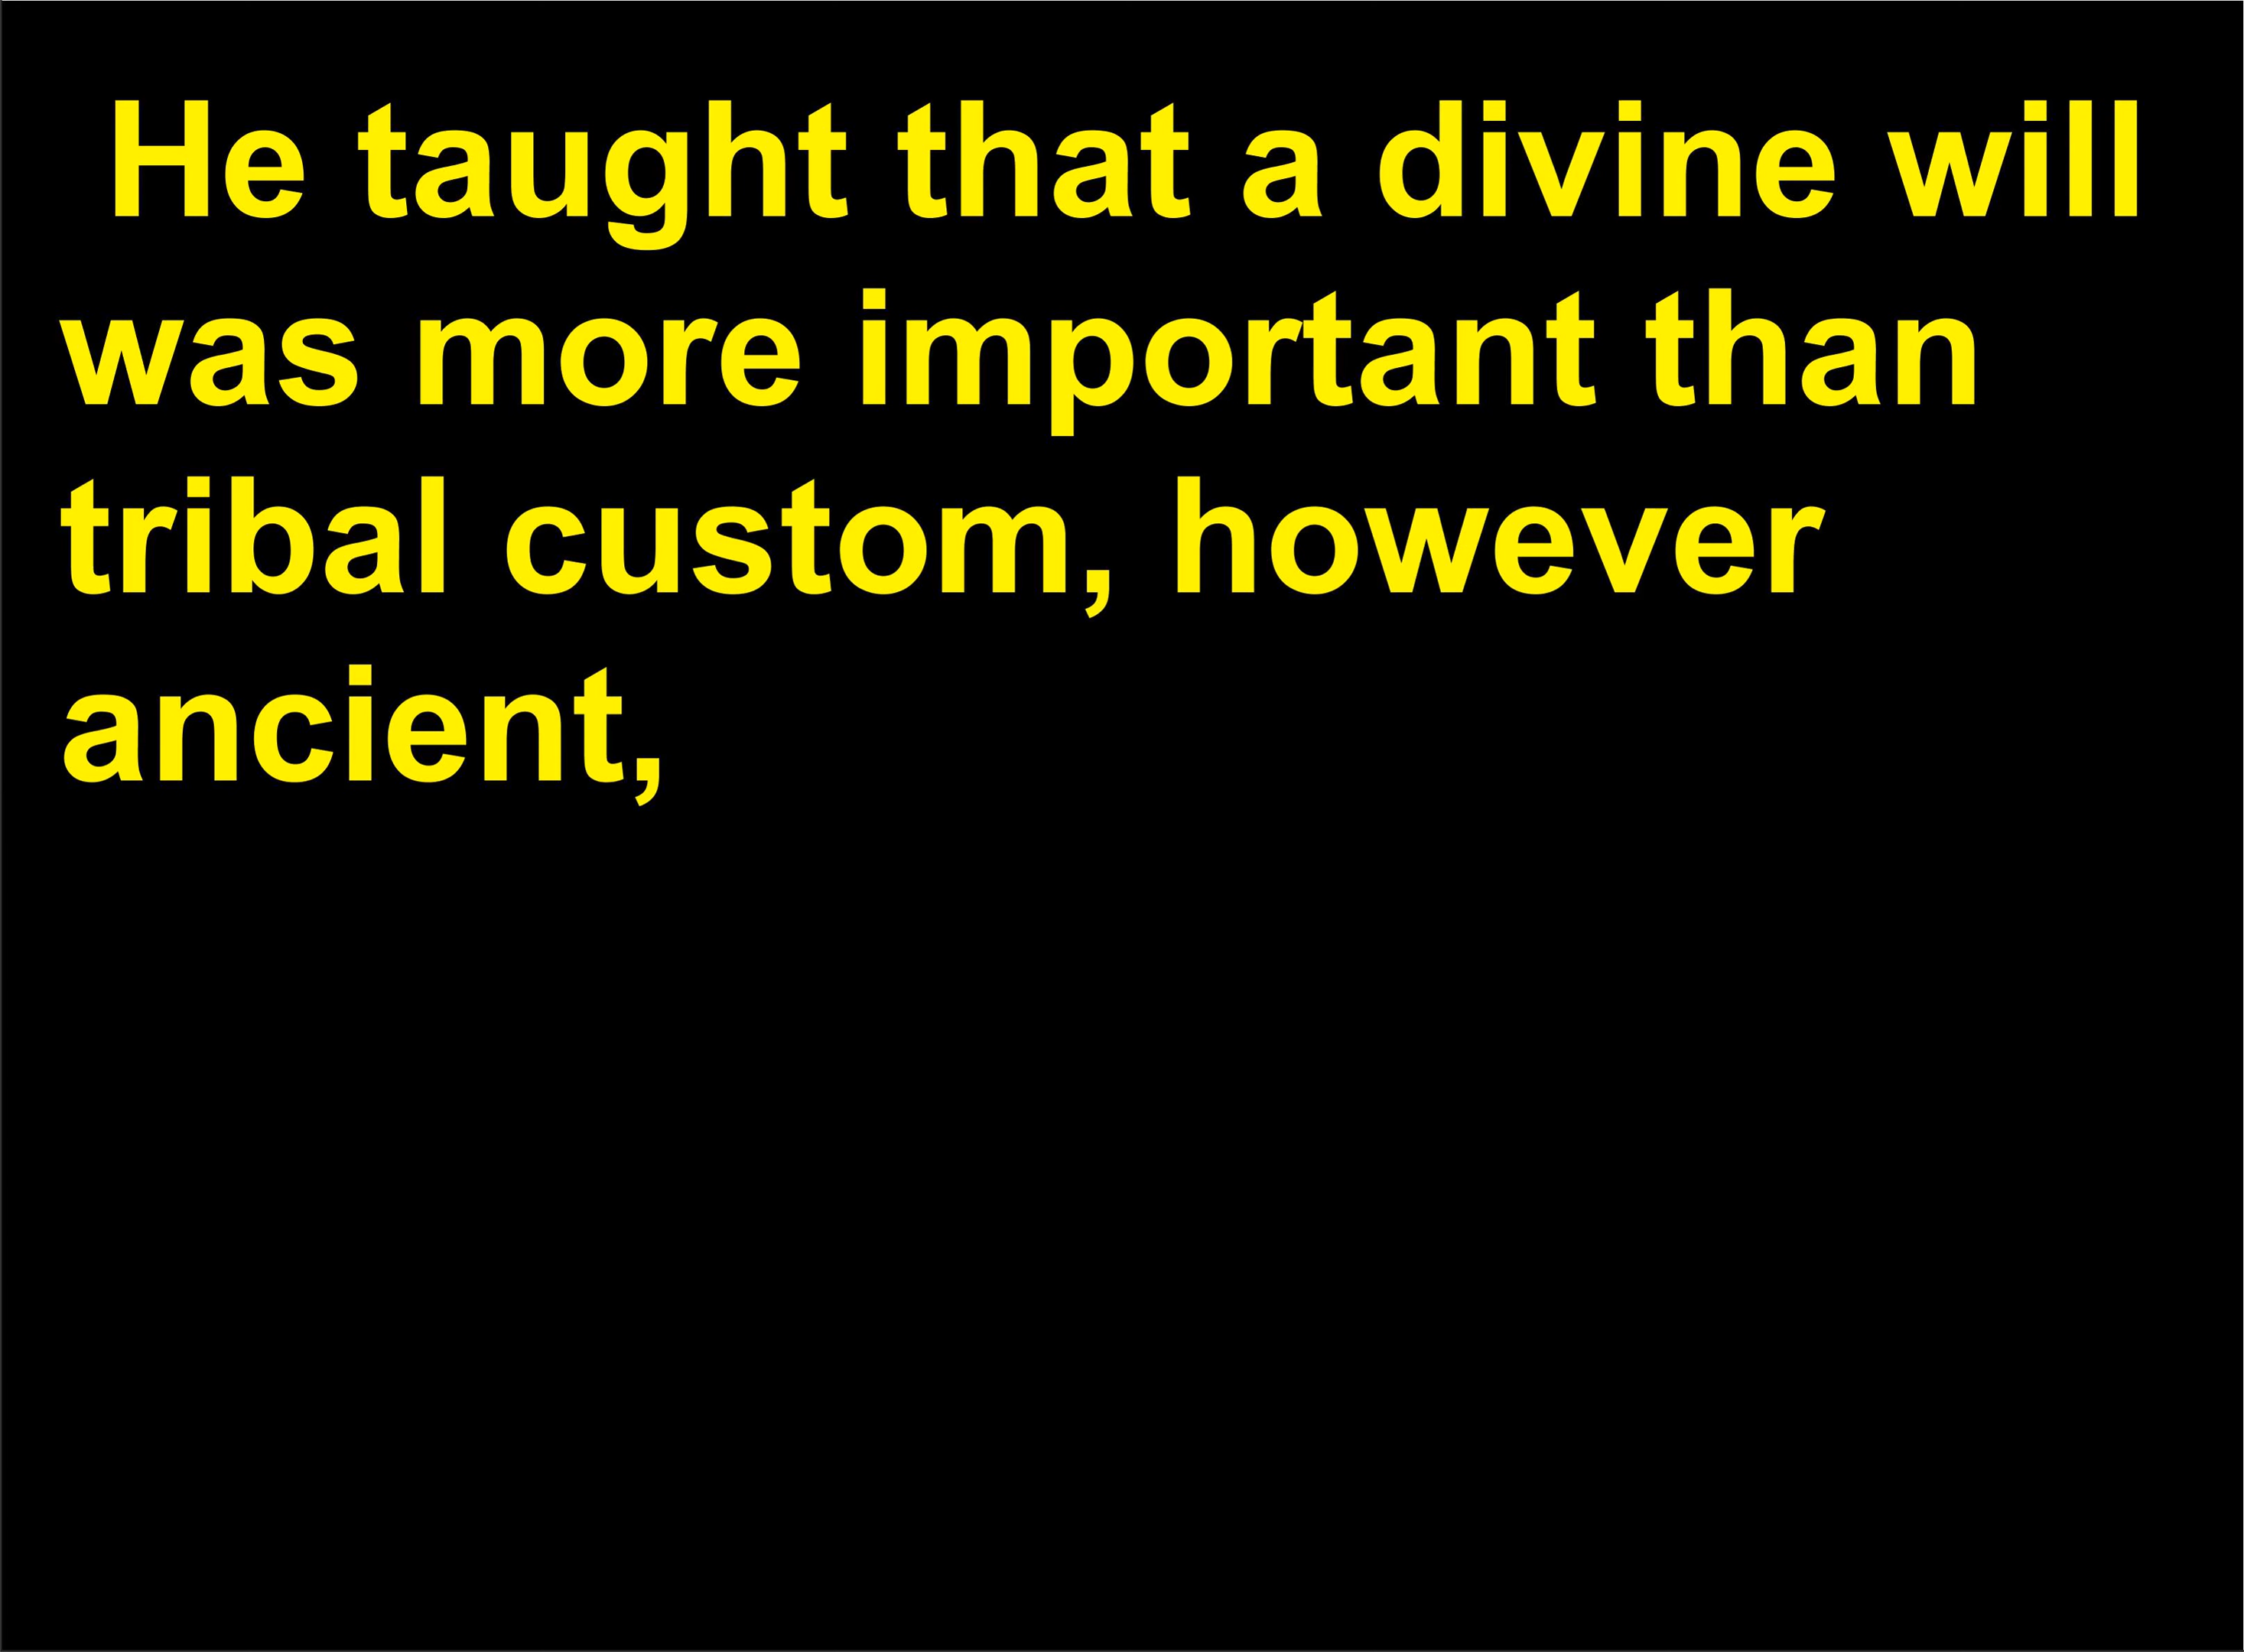 He taught that a divine will
was more important than
tribal custom, however
ancient,